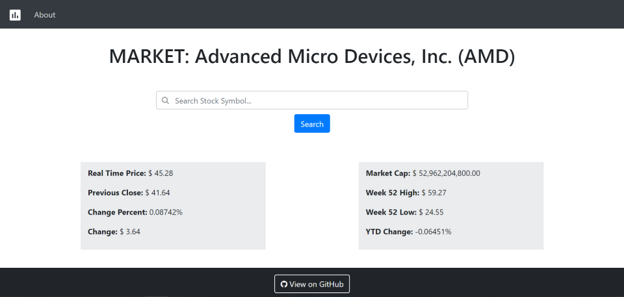 About
MARKET: Advanced Micro Devices, Inc. (AMD)
Search Stock Symbol...
Search
Real Time Price: $ 45.28
Previous Close: $ 41.64
Change Percent: 0.08742%
Change: $ 3.64
Market Cap: $ 52,962,204,800.00
Week 52 High: $ 59.27
Week 52 Low: $ 24.55
YTD Change: -0.06451%
View on GitHub